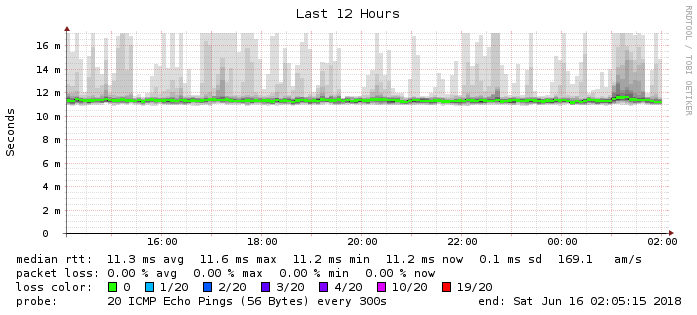 Last 12 Hours
RRDTOOL / TOBI OETIKER
Seconds
16 m
14 m
12 m
10 m
8 m
6 m
4 m
2 m
0
16:00 18:00 20:00 22:00 00:00 02:00
median rtt: 11.3 ms avg 11.6 ms max 11.2 ms min 11.2 ms now 0.1 ms sd 169.1 am/s
packet loss: 0.00 % avg 0.00 % max 0.00 % min 0.00 % now
loss color: 0 1/20 2/20 3/20 4/20 10/20 19/20
probe: 20 ICMP Echo Pings (56 Bytes) every 300s end: Sat Jun 16 02:05:15 2018